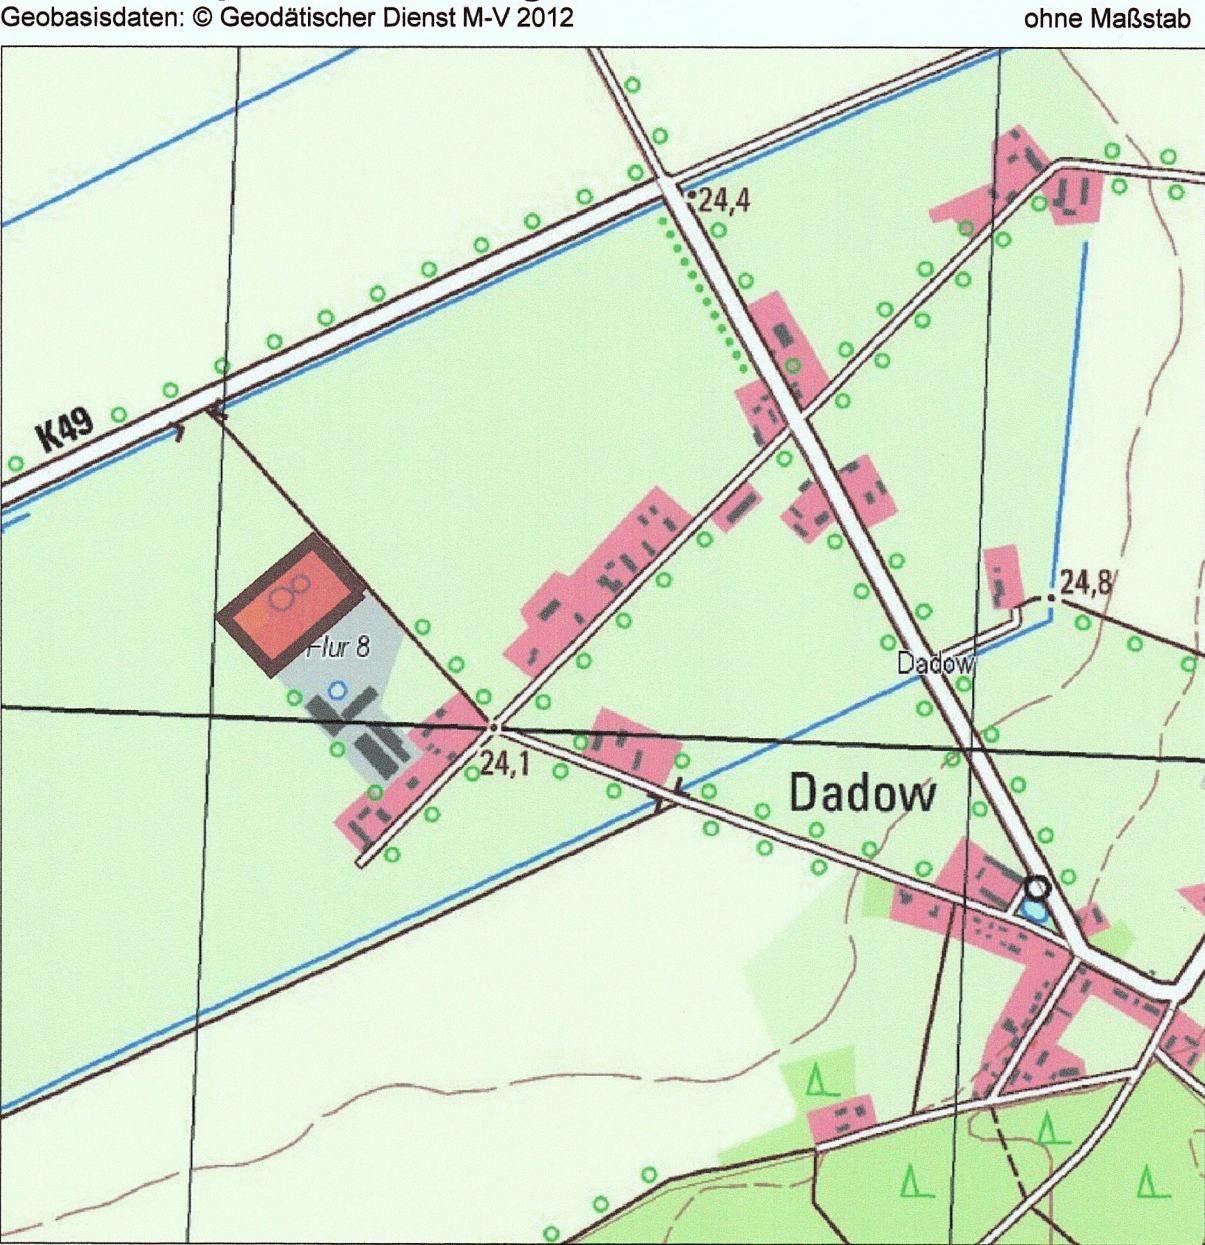 Geobasisdaten: © Geodätischer Dienst M-V 2012
ohne Maßstab
24,4
K49
24,8
Flur 8
Dadow
24,1
Dadow